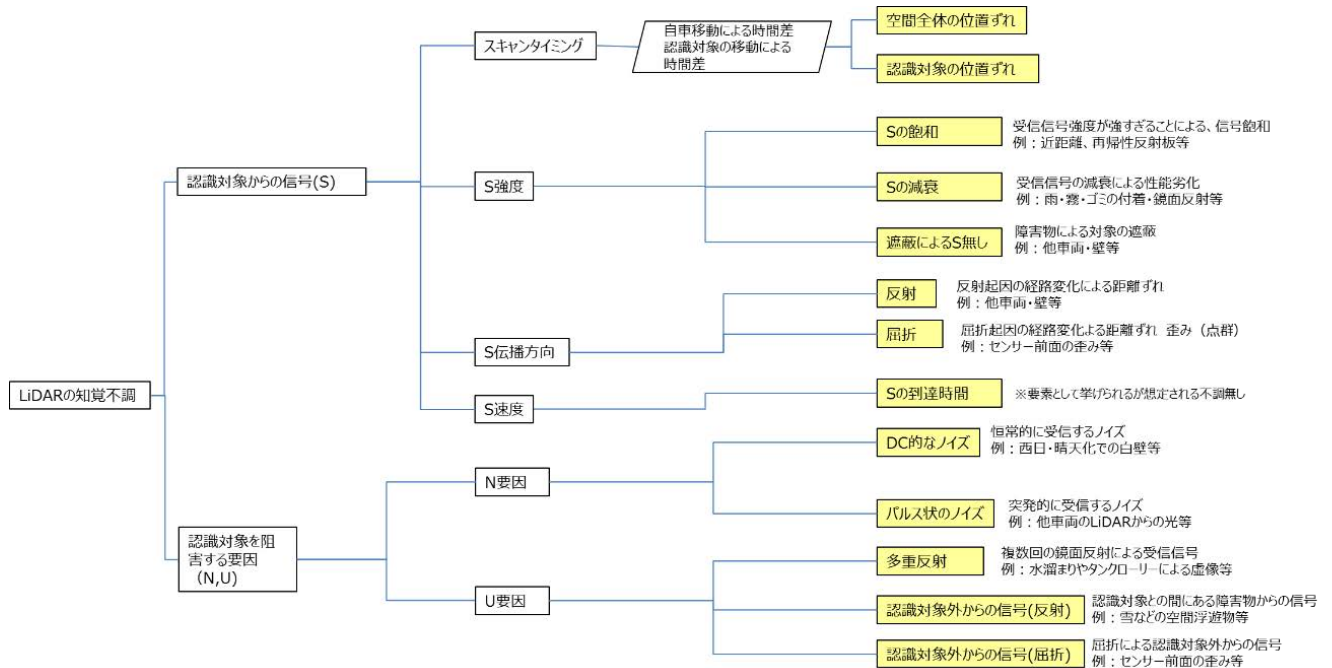 LiDARの知覚不調
認識対象からの信号(S)
スキャンタイミング
自車移動による時間差
認識対象の移動による
時間差
空間全体の位置ずれ
認識対象の位置ずれ
S強度
Sの飽和
受信信号強度が強すぎることによる、信号飽和
例：近距離、再帰性反射板等
Sの減衰
受信信号の減衰による性能劣化
例：雨・霧・ゴミの付着・鏡面反射等
遮蔽によるS無し
障害物による対象の遮蔽
例：他車両・壁等
S伝播方向
反射
反射起因の経路変化による距離ずれ
例：他車両・壁等
屈折
屈折起因の経路変化よる距離ずれ 歪み（点群）
例：センサー前面の歪み等
S速度
Sの到達時間
※要素として挙げられるが想定される不調無し
認識対象を阻
害する要因
（N,U）
N要因
DC的なノイズ
恒常的に受信するノイズ
例：西日・晴天化での白壁等
パルス状のノイズ
突発的に受信するノイズ
例：他車両のLiDARからの光等
U要因
多重反射
複数回の鏡面反射による受信信号
例：水溜まりやタンクローリーによる虚像等
認識対象外からの信号(反射)
認識対象との間にある障害物からの信号
例：雪などの空間浮遊物等
認識対象外からの信号(屈折)
屈折による認識対象外からの信号
例：センサー前面の歪み等